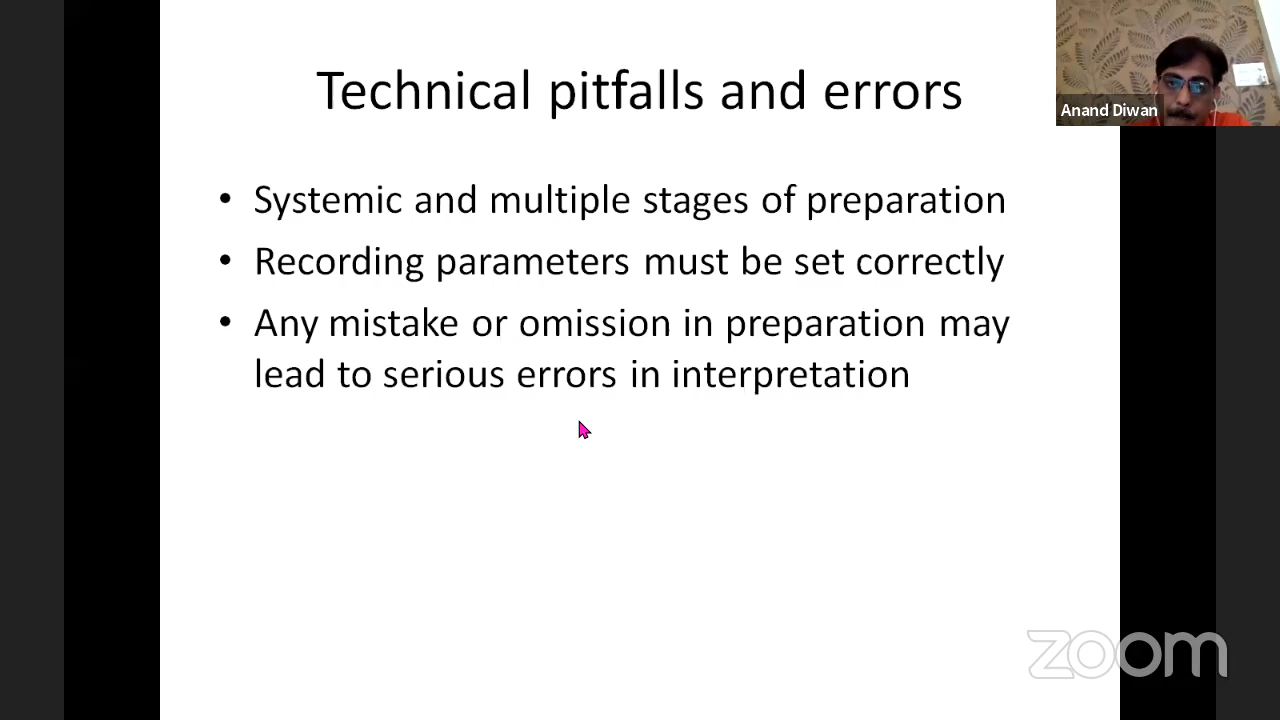 Technical pitfalls and errors
Anand Diwan
• Systemic and multiple stages of preparation
• Recording parameters must be set correctly
• Any mistake or omission in preparation may
lead to serious errors in interpretation
zoom